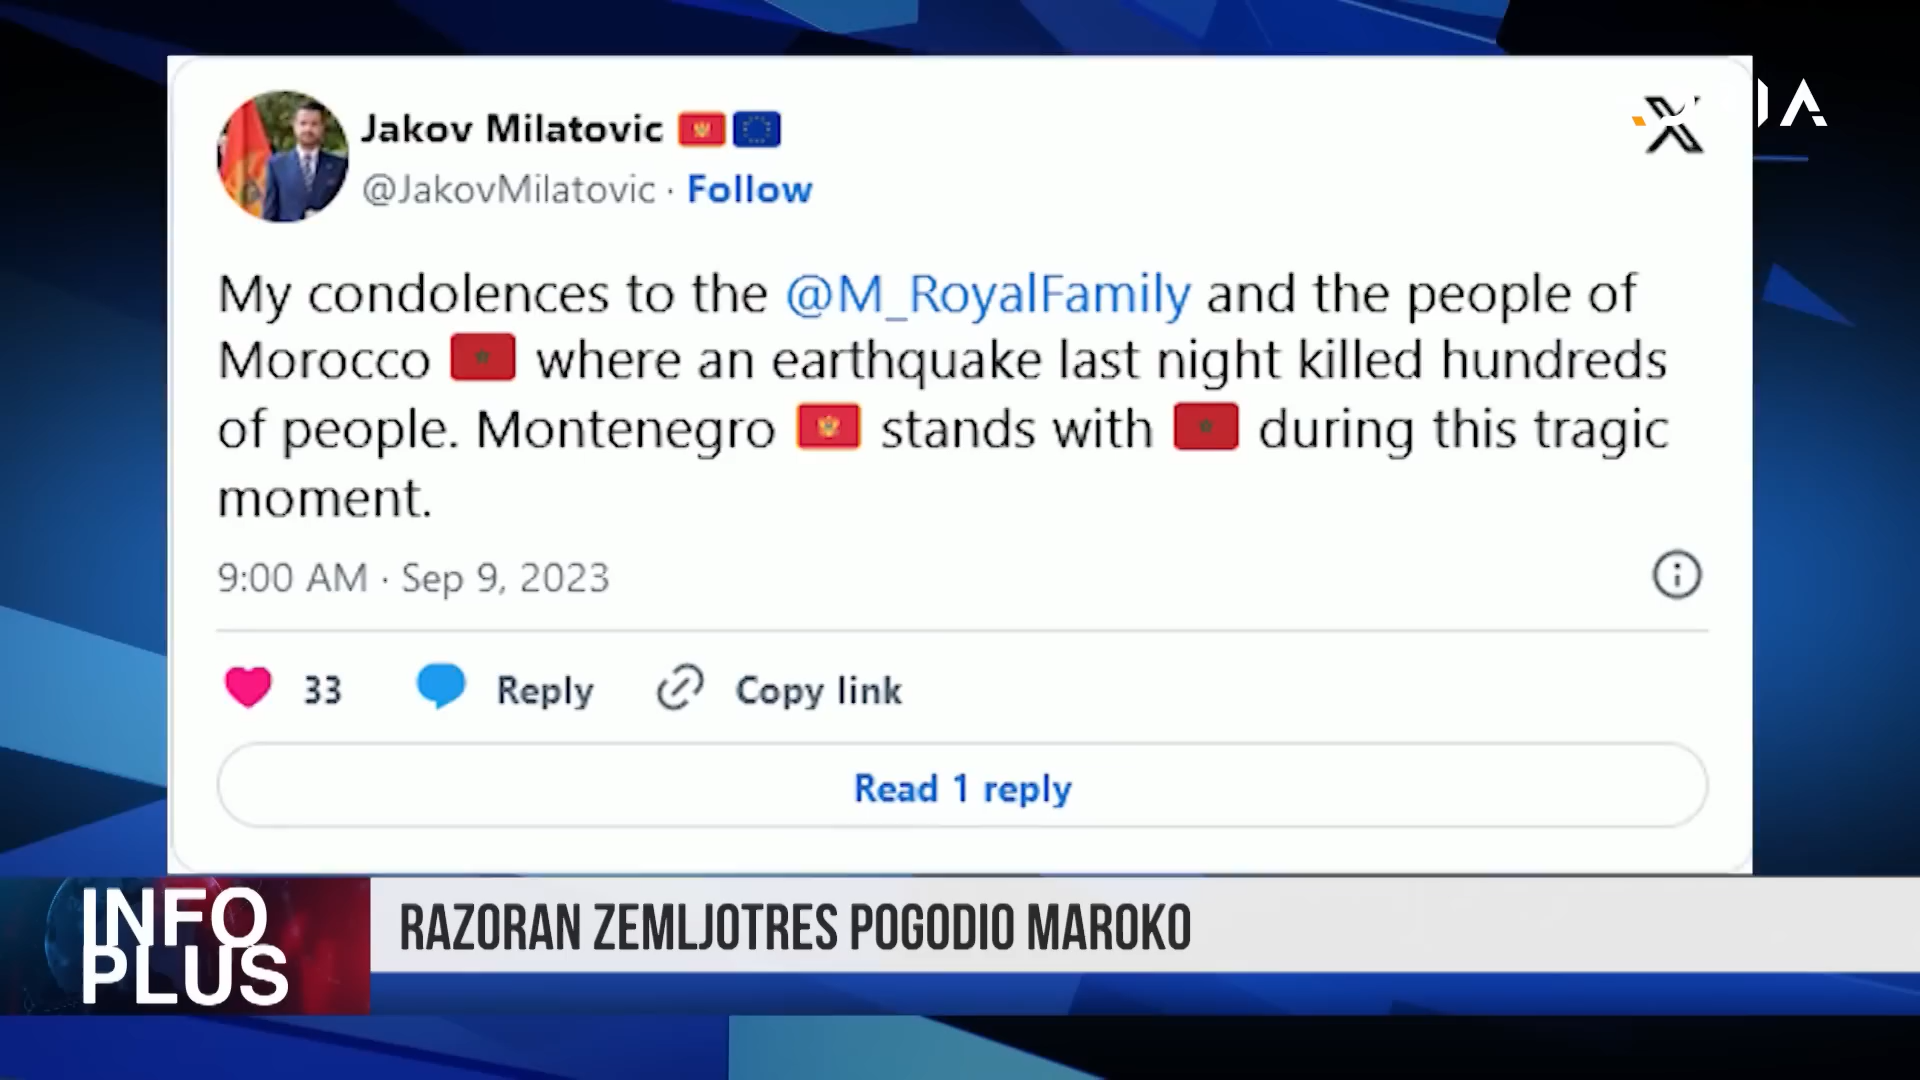 Jakov Milatovic
@JakovMilatovic · Follow
My condolences to the @M_RoyalFamily and the people of
Morocco where an earthquake last night killed hundreds
of people. Montenegro stands with during this tragic
moment.
9:00 AM · Sep 9, 2023
33 Reply Copy link
Read 1 reply
INFO
PLUS
RAZORAN ZEMLJOTRES POGODIO MAROKO